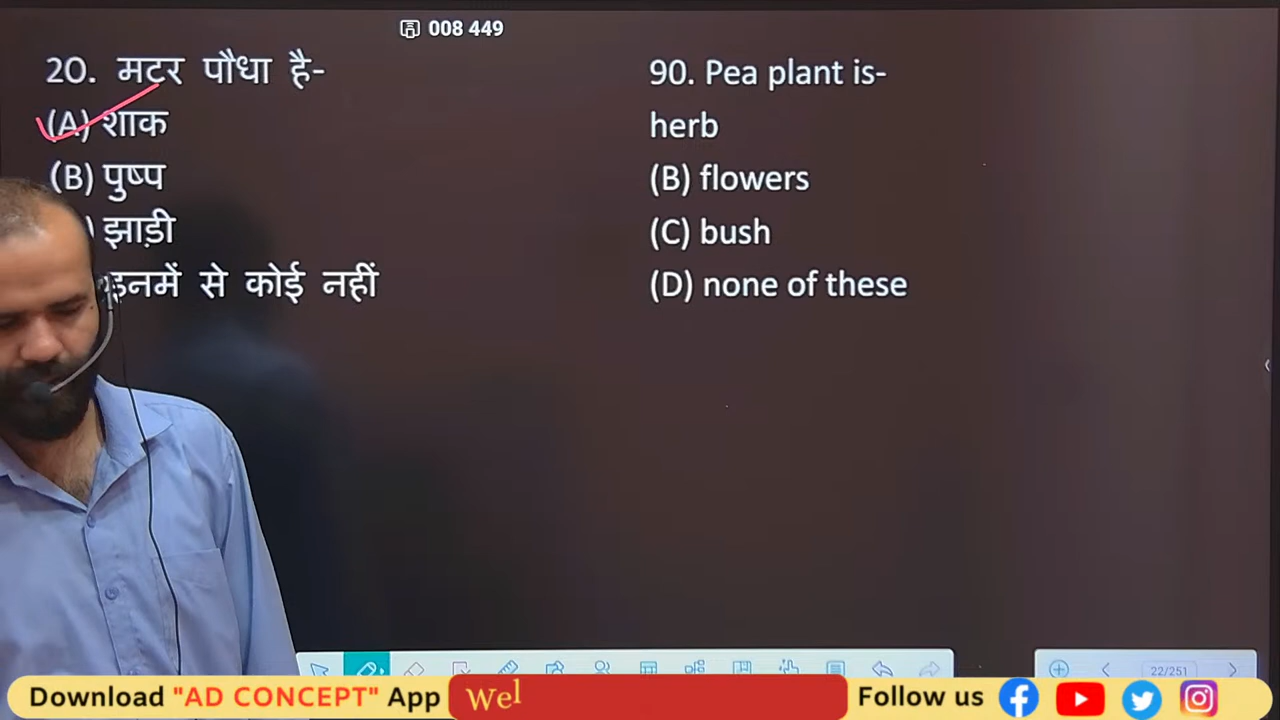 008 449
20. मटर पौधा है-
(A) शाक
(B) पुष्प
) झाड़ी
इनमें से कोई नहीं
90. Pea plant is-
herb
(B) flowers
(C) bush
(D) none of these
22/251
Download "AD CONCEPT" App
Wel
Follow us